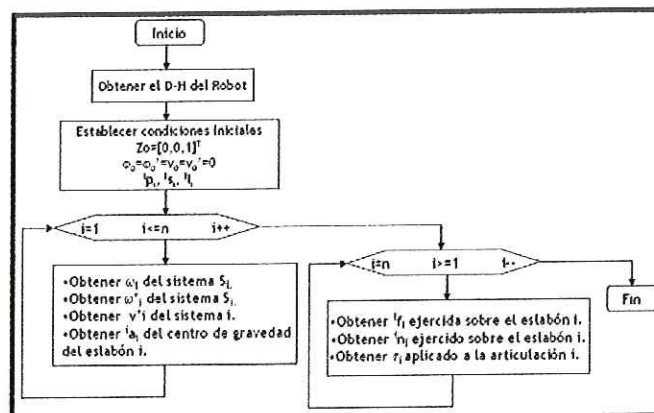 Inicio
Obtener el D-H del Robot
Establecer condiciones Iniciales
Zo=[0,0,1]ᵀ
φ₀=φ₀'=v₀=v₀'=0
ⁱpᵢ, ⁱsᵢ, ⁱIᵢ
i=1 i<=n i++
•Obtener ωᵢ del sistema Sᵢ.
•Obtener ω'ᵢ del sistema Sᵢ.
•Obtener v'i del sistema i.
•Obtener ⁱaᵢ del centro de gravedad
del eslabón i.
i=n i>=1 i--
•Obtener ⁱfᵢ ejercida sobre el eslabón i.
•Obtener ⁱnᵢ ejercido sobre el eslabón i.
•Obtener τᵢ aplicado a la articulación i.
Fin